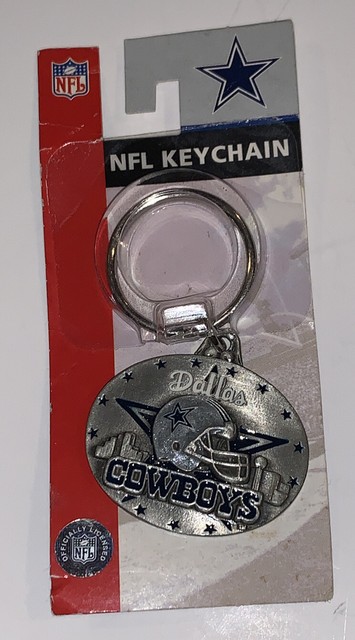 NFL
NFL KEYCHAIN
Dallas
COWBOYS
OFFICIALLY LICENSED
NFL